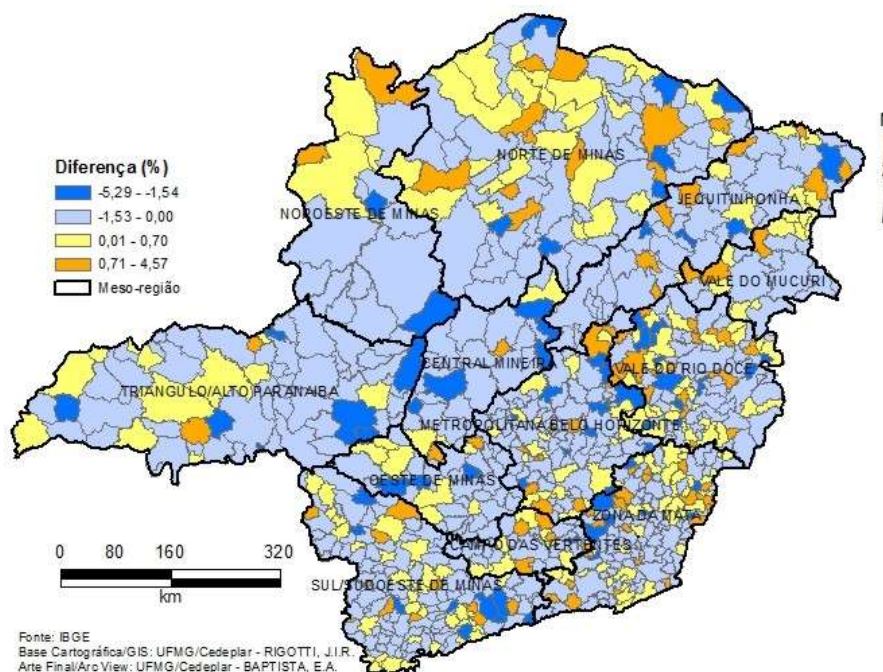 Diferença (%)
-5,29 - -1,54
-1,53 - 0,00
0,01 - 0,70
0,71 - 4,57
Meso-região
NORTE DE MINAS
JEQUITINHONHA
NOROESTE DE MINAS
VALE DO MUCURI
CENTRAL MINEIR
VALE DO RIO DOCE
TRIANGULO/ALTO PARANAIBA
METROPOLITANA BELO HORIZONTE
OESTE DE MINAS
ZONA DA MATA
CAMPO DAS VERTENTES
SUL/SUDOESTE DE MINAS
0 80 160 320
km
Fonte: IBGE
Base Cartográfica/GIS: UFMG/Cedeplar - RIGOTTI, J.I.R.
Arte Final/Arc View: UFMG/Cedeplar - BAPTISTA, E.A.